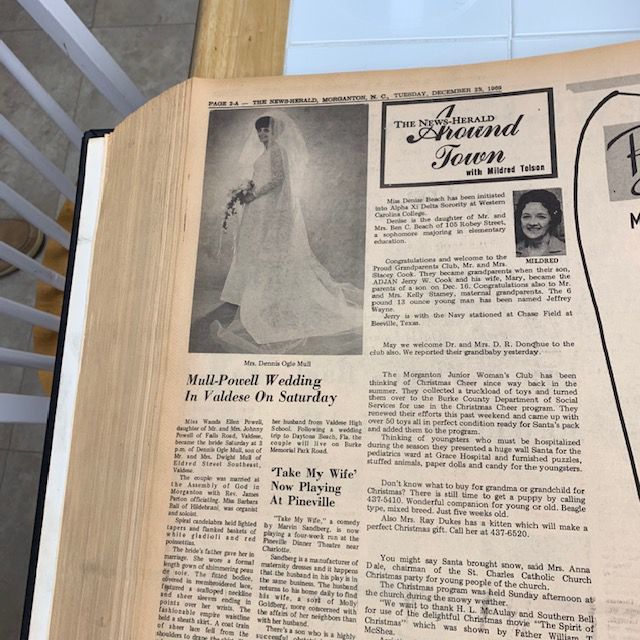 PAGE 2-A — THE NEWS-HERALD, MORGANTON, N. C., TUESDAY, DECEMBER 23, 1969
Mrs. Dennis Ogle Mull
Mull-Powell Wedding
In Valdese On Saturday
Miss Wanda Ellen Powell,
daughter of Mr. and Mrs. Johnny
Powell of Falls Road, Valdese,
became the bride Saturday at 3
p.m. of Dennis Ogle Mull, son of
Mr. and Mrs. Dwight Mull of
Eldred Street Southeast,
Valdese.
The couple was married at
the Assembly of God in
Morganton with Rev. James
Parton officiating. Miss Barbara
Ball of Hildebrand, was organist
and soloist.
Spiral candelabra held lighted
tapers and flanked baskets of
white gladioli and red
poinsettias.
The bride's father gave her in
marriage. She wore a formal
length gown of shimmering peau
de soie. The fitted bodice,
covered in reembroidered lace,
featured a scalloped neckline
and sheer sleeves ending in
points over her wrists. The
fashionable empire waistline
held a sheath skirt. A coat train
of sheer lace fell from the
shoulders to
her husband from Valdese High
School. Following a wedding
trip to Daytona Beach, Fla. the
couple will live on Burke
Memorial Park Road.
'Take My Wife'
Now Playing
At Pineville
"Take My Wife," a comedy
by Marvin Sandberg, is now
playing a four-week run at the
Pineville Dinner Theatre near
Charlotte.
Sandberg is a manufacturer of
maternity dresses and it happens
that the husband in his play is in
the same business. The husband
returns to his home daily to find
his wife, a sort of Molly
Goldberg, more concerned with
the affairs of her neighbors than
with her husband.
There's a son who is a highly
successful
THE NEWS-HERALD
Around
Town
with Mildred Tolson
Miss Denise Beach has been initiated
into Alpha Xi Delta Sorority at Western
Carolina College.
Denise is the daughter of Mr. and
Mrs. Ben C. Beach of 105 Robey Street,
a sophomore majoring in elementary
education.
MILDRED
Congratulations and welcome to the
Proud Grandparents Club, Mr. and Mrs.
Stacey Cook. They became grandparents when their son,
ADJAN Jerry W. Cook and his wife, Mary, became the
parents of a son on Dec. 16. Congratulations also to Mr.
and Mrs. Kelly Stamey, maternal grandparents. The 6
pound 13 ounce young man has been named Jeffrey
Wayne.
Jerry is with the Navy stationed at Chase Field at
Beeville, Texas.
May we welcome Dr. and Mrs. D. R. Donohue to the
club also. We reported their grandbaby yesterday.
The Morganton Junior Woman's Club has been
thinking of Christmas Cheer since way back in the
summer. They collected a truckload of toys and turned
them over to the Burke County Department of Social
Services for use in the Christmas Cheer program. They
renewed their efforts this past weekend and came up with
over 50 toys all in perfect condition ready for Santa's pack
and added them to the program.
Thinking of youngsters who must be hospitalized
during the season they presented a huge wall Santa for the
pediatrics ward at Grace Hospital and furnished puzzles,
stuffed animals, paper dolls and candy for the youngsters.
Don't know what to buy for grandma or grandchild for
Christmas? There is still time to get a puppy by calling
437-5410. Wonderful companion for young or old. Beagle
type, mixed breed. Just five weeks old.
Also Mrs. Ray Dukes has a kitten which will make a
perfect Christmas gift. Call her at 437-6520.
You might say Santa brought snow, said Mrs. Anna
Dale, chairman of the St. Charles Catholic Church
Christmas party for young people of the church.
The Christmas program was held Sunday afternoon at
the church during the snowy weather.
"We want to thank H. L. McAulay and Southern Bell
for use of the delightful Christmas movie "The Spirit of
Christmas" which was shown by Father William T.
McShea.
M